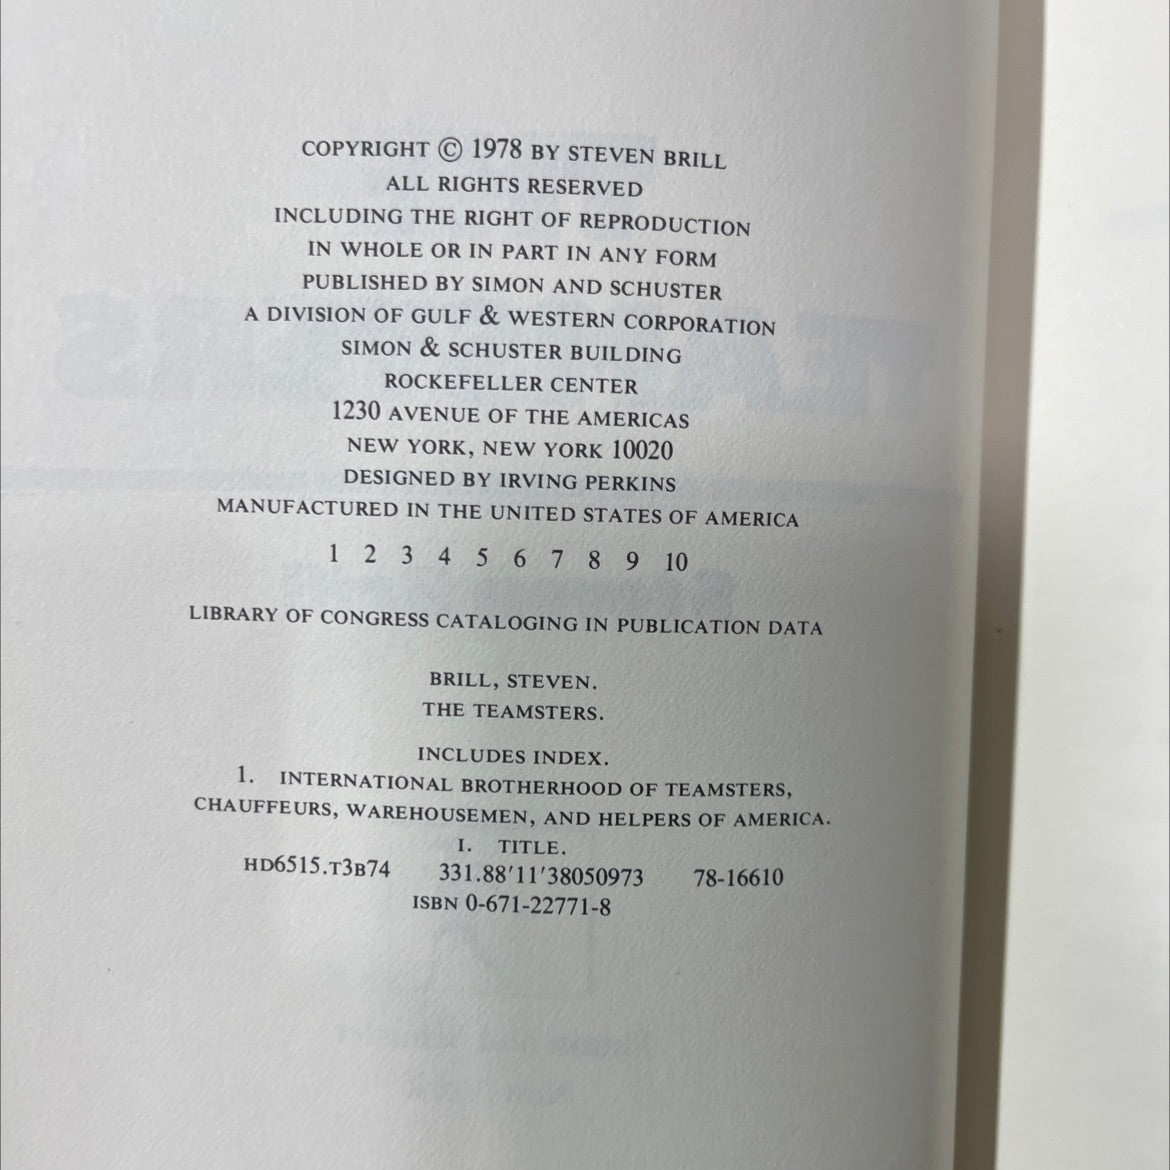 COPYRIGHT © 1978 BY STEVEN BRILL
ALL RIGHTS RESERVED
INCLUDING THE RIGHT OF REPRODUCTION
IN WHOLE OR IN PART IN ANY FORM
PUBLISHED BY SIMON AND SCHUSTER
A DIVISION OF GULF & WESTERN CORPORATION
SIMON & SCHUSTER BUILDING
ROCKEFELLER CENTER
1230 AVENUE OF THE AMERICAS
NEW YORK, NEW YORK 10020
DESIGNED BY IRVING PERKINS
MANUFACTURED IN THE UNITED STATES OF AMERICA
1 2 3 4 5 6 7 8 9 10
LIBRARY OF CONGRESS CATALOGING IN PUBLICATION DATA
BRILL, STEVEN.
THE TEAMSTERS.
INCLUDES INDEX.
1. INTERNATIONAL BROTHERHOOD OF TEAMSTERS,
CHAUFFEURS, WAREHOUSEMEN, AND HELPERS OF AMERICA.
I. TITLE.
HD6515.T3B74 331.88'11'38050973 78-16610
ISBN 0-671-22771-8